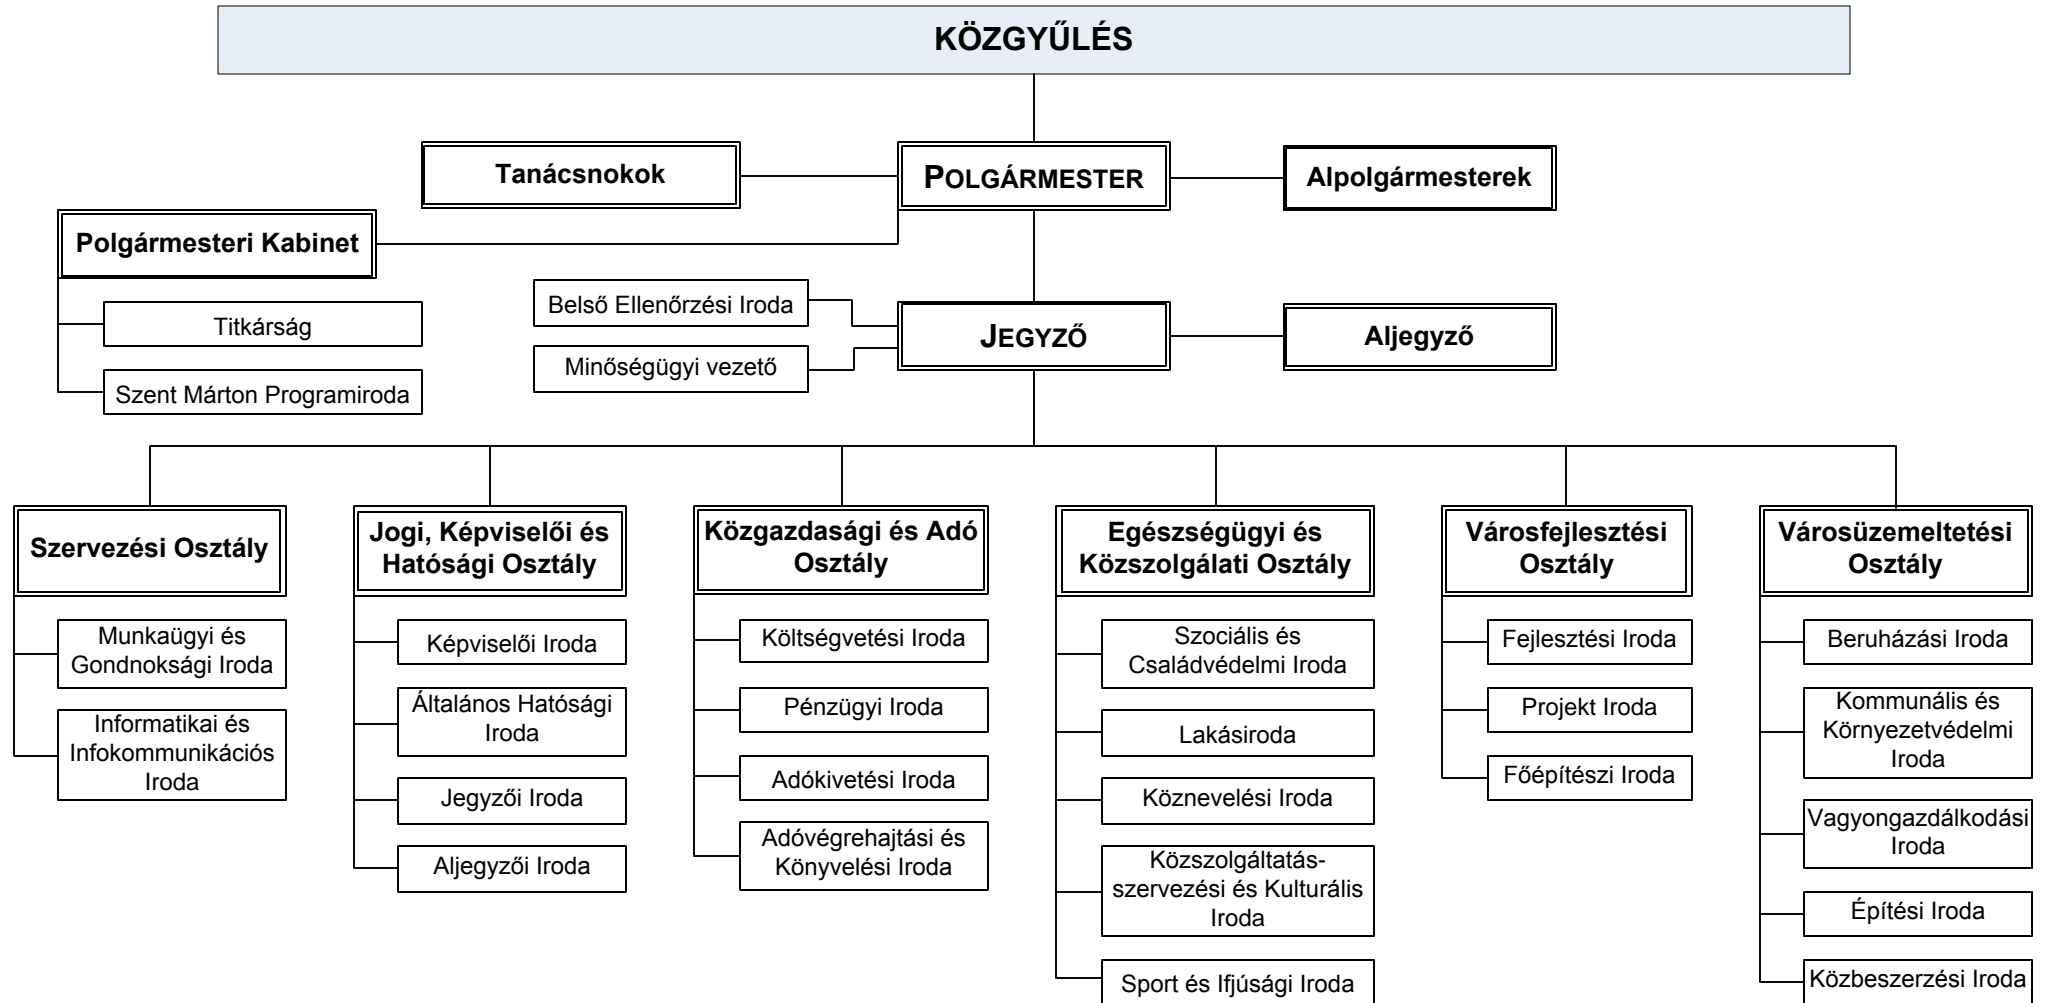 KÖZGYŰLÉS
Tanácsnokok
POLGÁRMESTER
Alpolgármesterek
Polgármesteri Kabinet
Titkárság
Szent Márton Programiroda
Belső Ellenőrzési Iroda
Minőségügyi vezető
JEGYZŐ
Aljegyző
Szervezési Osztály
Munkaügyi és
Gondnoksági Iroda
Informatikai és
Infokommunikációs
Iroda
Jogi, Képviselői és
Hatósági Osztály
Képviselői Iroda
Általános Hatósági
Iroda
Jegyzői Iroda
Aljegyzői Iroda
Közgazdasági és Adó
Osztály
Költségvetési Iroda
Pénzügyi Iroda
Adókivetési Iroda
Adóvégrehajtási és
Könyvelési Iroda
Egészségügyi és
Közszolgálati Osztály
Szociális és
Családvédelmi Iroda
Lakásiroda
Köznevelési Iroda
Közszolgáltatás-
szervezési és Kulturális
Iroda
Sport és Ifjúsági Iroda
Városfejlesztési
Osztály
Fejlesztési Iroda
Projekt Iroda
Főépítészi Iroda
Városüzemeltetési
Osztály
Beruházási Iroda
Kommunális és
Környezetvédelmi
Iroda
Vagyongazdálkodási
Iroda
Építési Iroda
Közbeszerzési Iroda